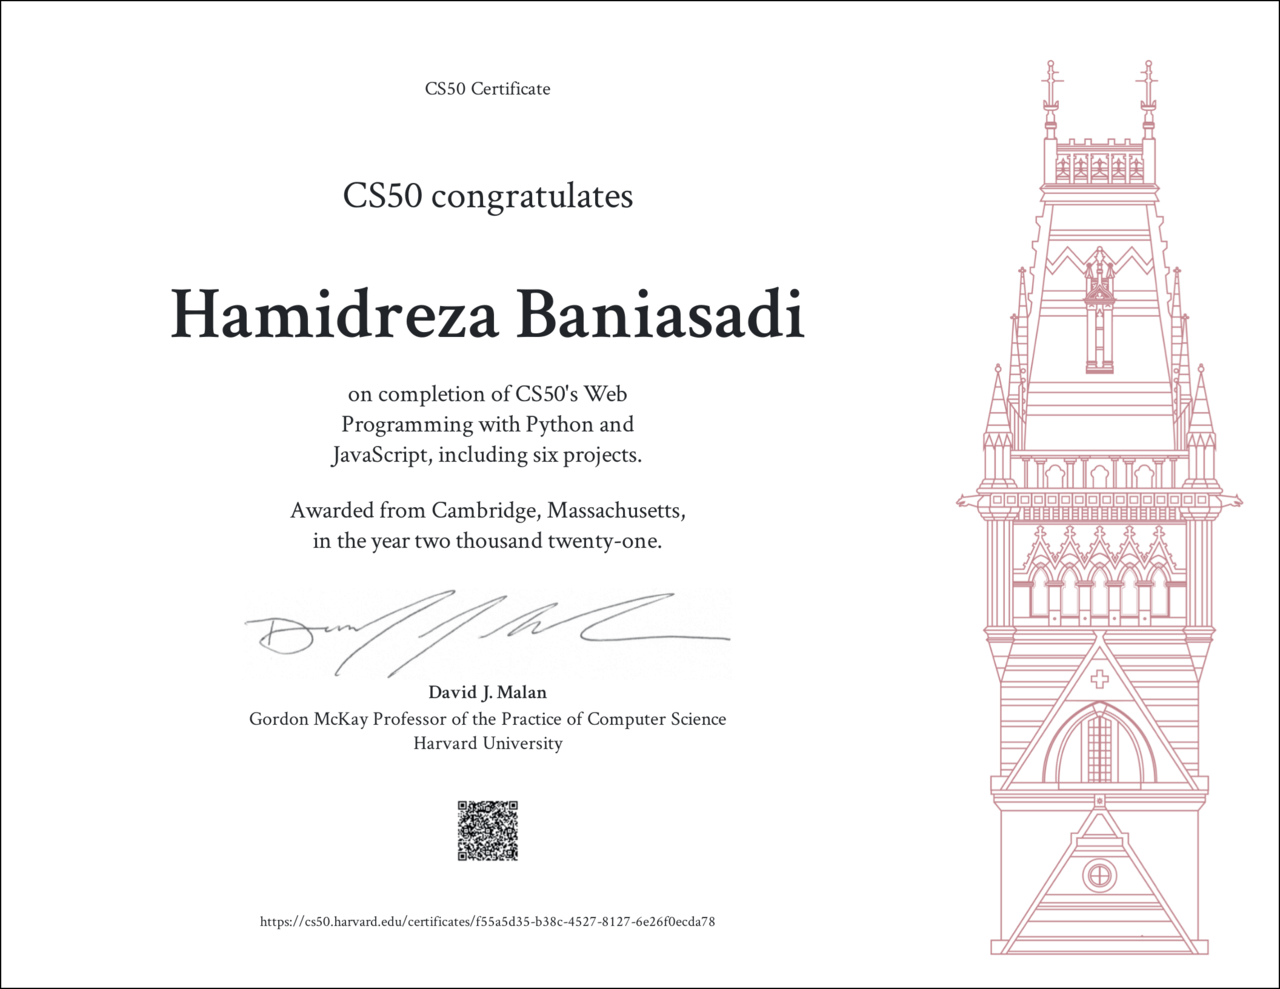 CS50 Certificate
CS50 congratulates
Hamidreza Baniasadi
on completion of CS50's Web
Programming with Python and
JavaScript, including six projects.
Awarded from Cambridge, Massachusetts,
in the year two thousand twenty-one.
David J. Malan
Gordon McKay Professor of the Practice of Computer Science
Harvard University
https://cs50.harvard.edu/certificates/f55a5d35-b38c-4527-8127-6e26f0ecda78